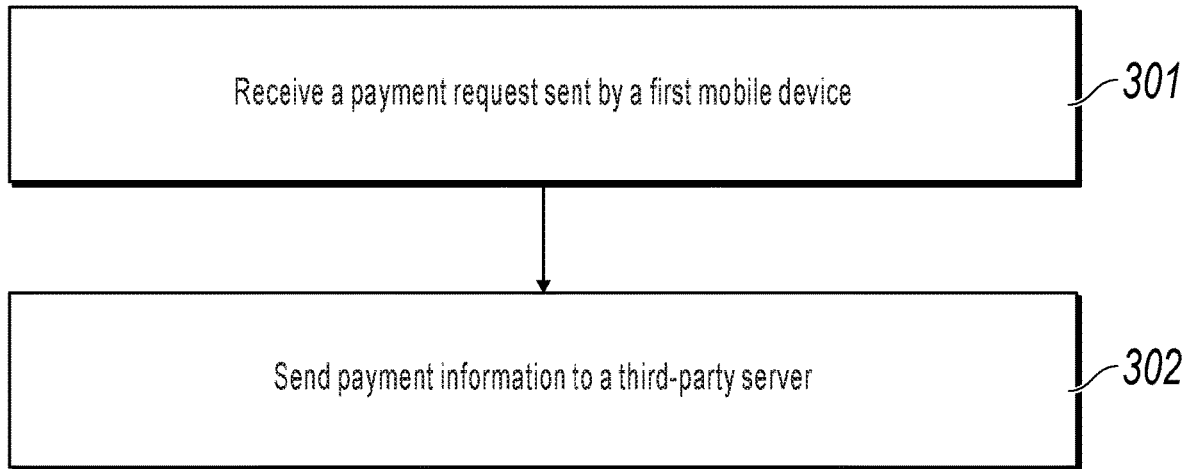 Receive a payment request sent by a first mobile device
301
Send payment information to a third-party server
302